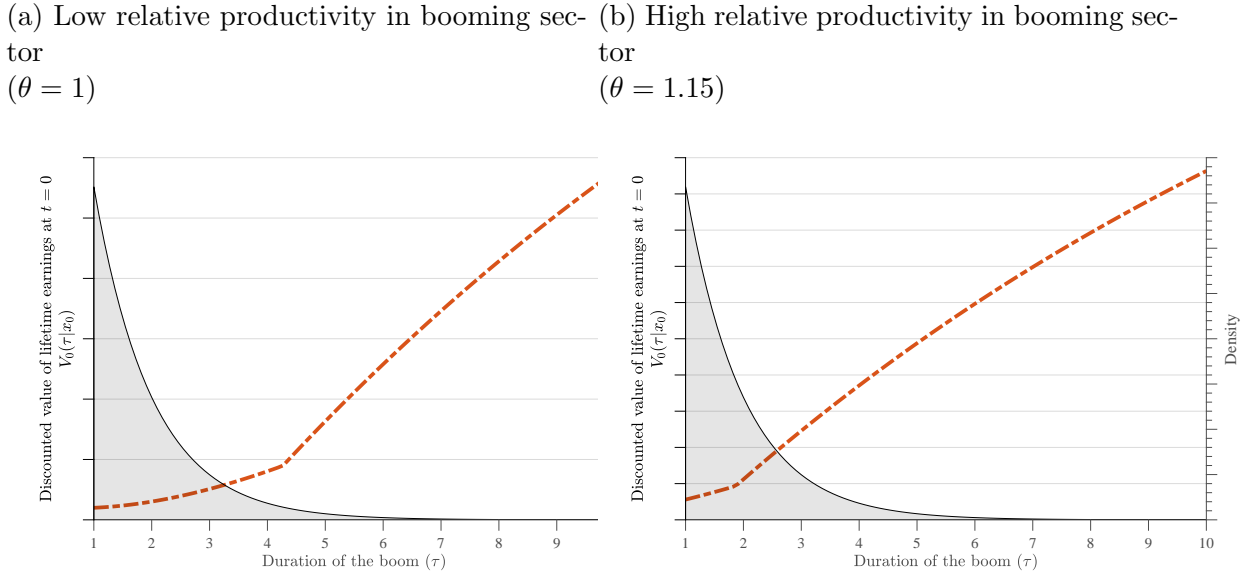 (a) Low relative productivity in booming sec-
tor
(θ = 1)
(b) High relative productivity in booming sec-
tor
(θ = 1.15)
Discounted value of lifetime earnings at t = 0
V₀(τ|x₀)
1 2 3 4 5 6 7 8 9
Duration of the boom (τ)
Discounted value of lifetime earnings at t = 0
V₀(τ|x₀)
1 2 3 4 5 6 7 8 9 10
Duration of the boom (τ)
Density